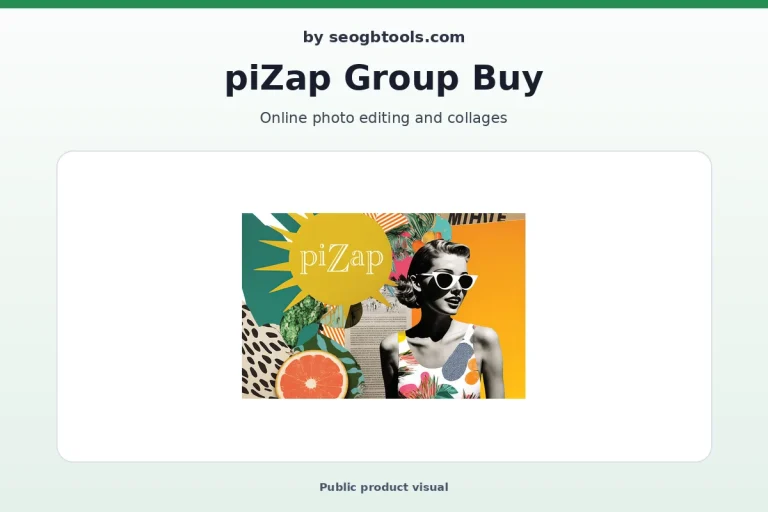 by seogbtools.com
piZap Group Buy
Online photo editing and collages
piZap
Public product visual